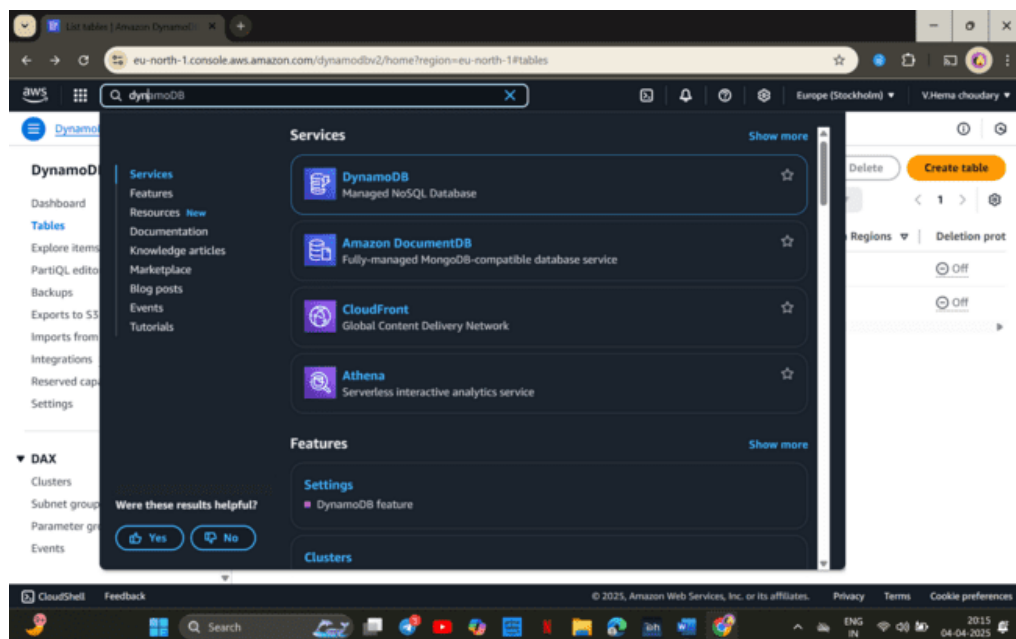 List tables | Amazon DynamoD
eu-north-1.console.aws.amazon.com/dynamodbv2/home?region=eu-north-1#tables
aws
dynamoDB
Europe (Stockholm)
V.Hema choudary
Dynamo
Services
Show more
DynamoD
Services
Features
Resources New
Documentation
Knowledge articles
Marketplace
Blog posts
Events
Tutorials
DynamoDB
Managed NoSQL Database
Amazon DocumentDB
Fully-managed MongoDB-compatible database service
CloudFront
Global Content Delivery Network
Athena
Serverless interactive analytics service
Features
Show more
Settings
DynamoDB feature
Clusters
Were these results helpful?
Yes
No
Dashboard
Tables
Explore items
PartiQL edito
Backups
Exports to S3
Imports from
Integrations
Reserved capa
Settings
DAX
Clusters
Subnet group
Parameter gr
Events
Delete
Create table
1
Regions
Deletion prot
Off
Off
CloudShell
Feedback
© 2025, Amazon Web Services, Inc. or its affiliates.
Privacy
Terms
Cookie preferences
Search
ENG
IN
20:15
04-04-2025